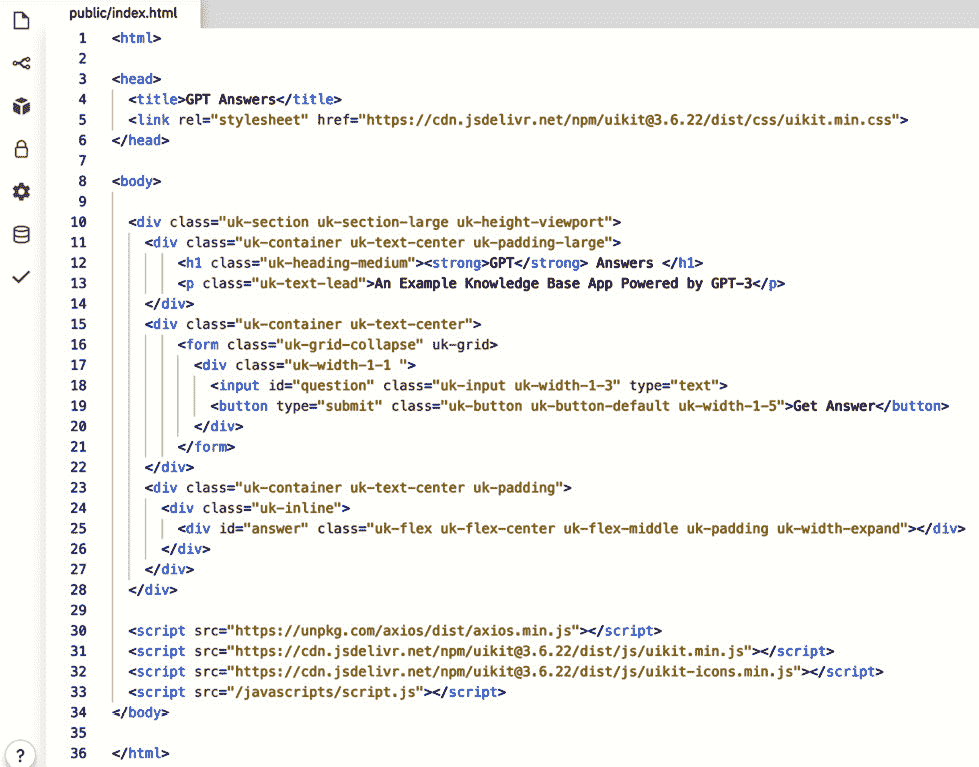 public/index.html
1 <html>
2
3 <head>
4 <title>GPT Answers</title>
5 <link rel="stylesheet" href="https://cdn.jsdelivr.net/npm/uikit@3.6.22/dist/css/uikit.min.css">
6 </head>
7
8 <body>
9
10 <div class="uk-section uk-section-large uk-height-viewport">
11 <div class="uk-container uk-text-center uk-padding-large">
12 <h1 class="uk-heading-medium"><strong>GPT</strong> Answers </h1>
13 <p class="uk-text-lead">An Example Knowledge Base App Powered by GPT-3</p>
14 </div>
15 <div class="uk-container uk-text-center">
16 <form class="uk-grid-collapse" uk-grid>
17 <div class="uk-width-1-1 ">
18 <input id="question" class="uk-input uk-width-1-3" type="text">
19 <button type="submit" class="uk-button uk-button-default uk-width-1-5">Get Answer</button>
20 </div>
21 </form>
22 </div>
23 <div class="uk-container uk-text-center uk-padding">
24 <div class="uk-inline">
25 <div id="answer" class="uk-flex uk-flex-center uk-flex-middle uk-padding uk-width-expand"></div>
26 </div>
27 </div>
28 </div>
29
30 <script src="https://unpkg.com/axios/dist/axios.min.js"></script>
31 <script src="https://cdn.jsdelivr.net/npm/uikit@3.6.22/dist/js/uikit.min.js"></script>
32 <script src="https://cdn.jsdelivr.net/npm/uikit@3.6.22/dist/js/uikit-icons.min.js"></script>
33 <script src="/javascripts/script.js"></script>
34 </body>
35
36 </html>
?